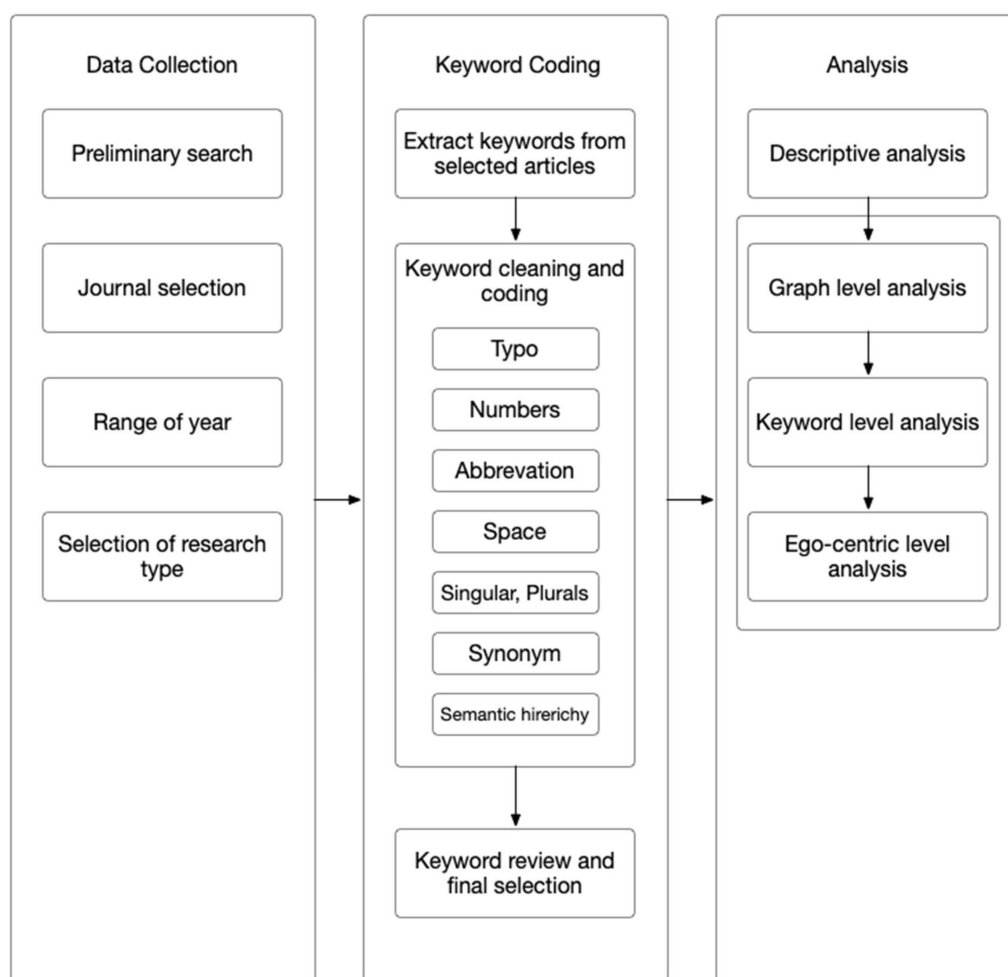 Data Collection
Preliminary search
Journal selection
Range of year
Selection of research
type
Keyword Coding
Extract keywords from
selected articles
Keyword cleaning and
coding
Typo
Numbers
Abbrevation
Space
Singular, Plurals
Synonym
Semantic hirerichy
Keyword review and
final selection
Analysis
Descriptive analysis
Graph level analysis
Keyword level analysis
Ego-centric level
analysis